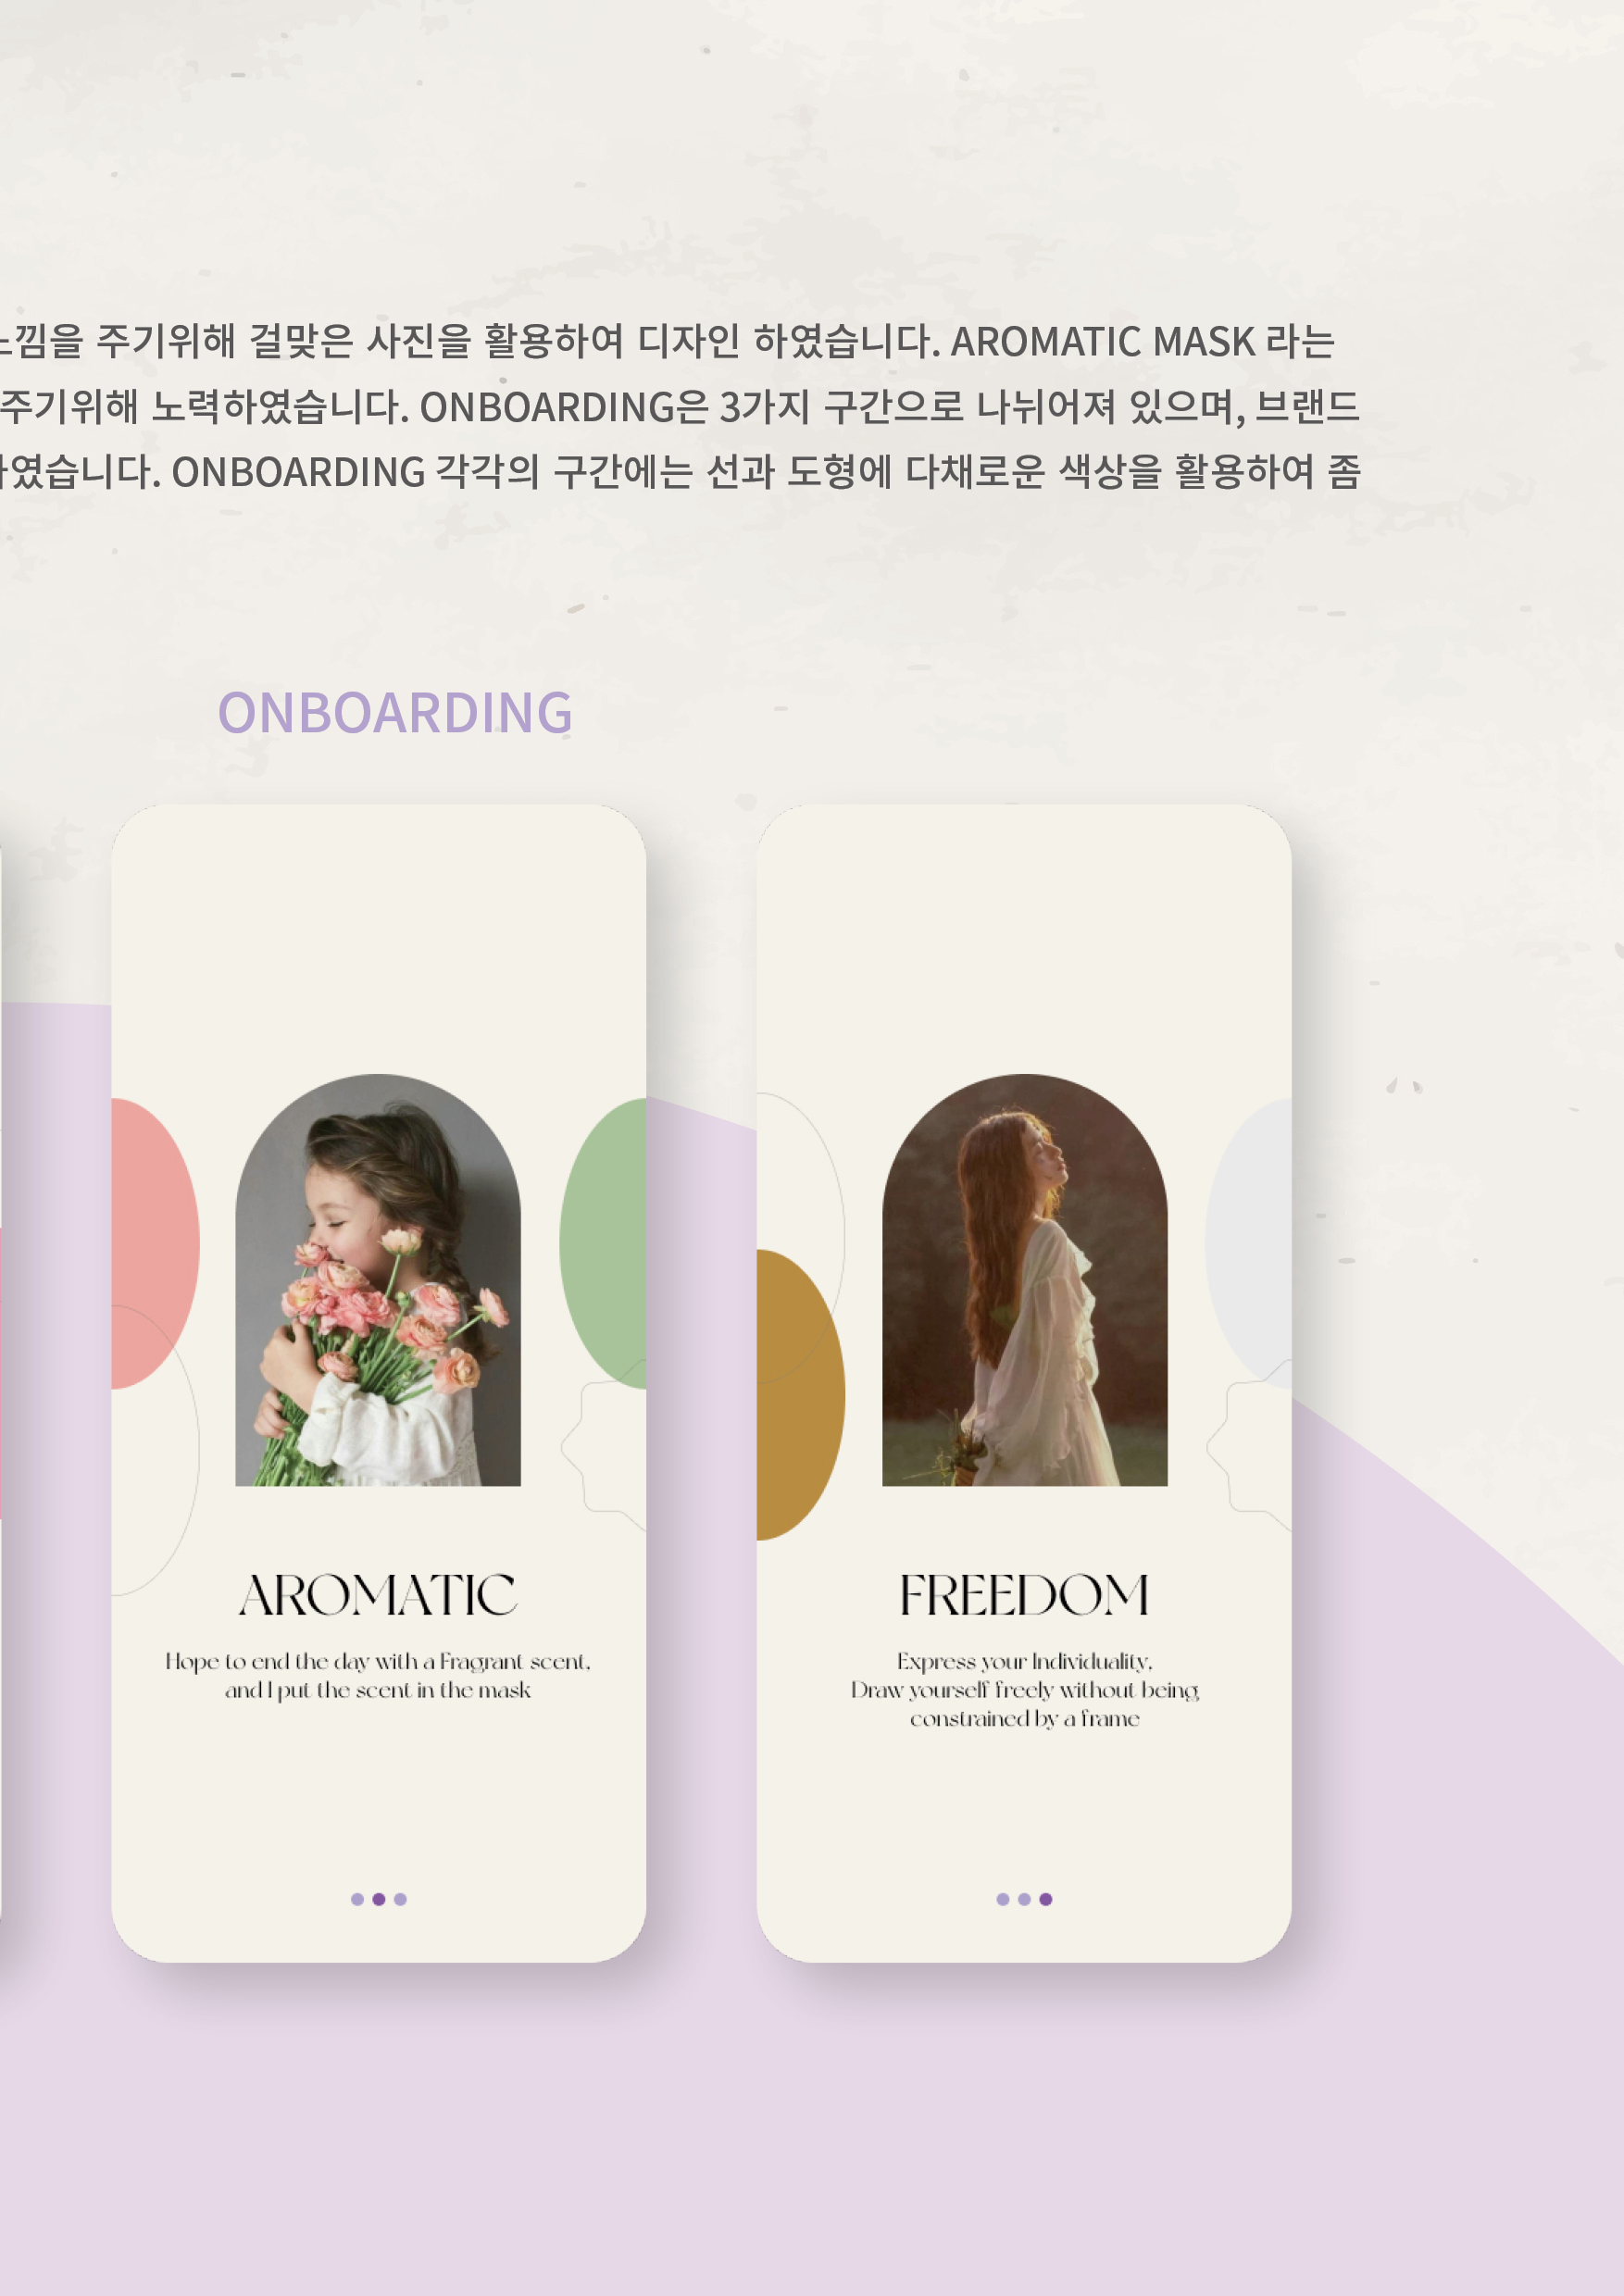 느낌을 주기위해 걸맞은 사진을 활용하여 디자인 하였습니다. AROMATIC MASK 라는
주기위해 노력하였습니다. ONBOARDING은 3가지 구간으로 나뉘어져 있으며, 브랜드
하였습니다. ONBOARDING 각각의 구간에는 선과 도형에 다채로운 색상을 활용하여 좀
ONBOARDING
AROMATIC
Hope to end the day with a Fragrant scent,
and I put the scent in the mask
FREEDOM
Express your Individuality,
Draw yourself freely without being
constrained by a frame